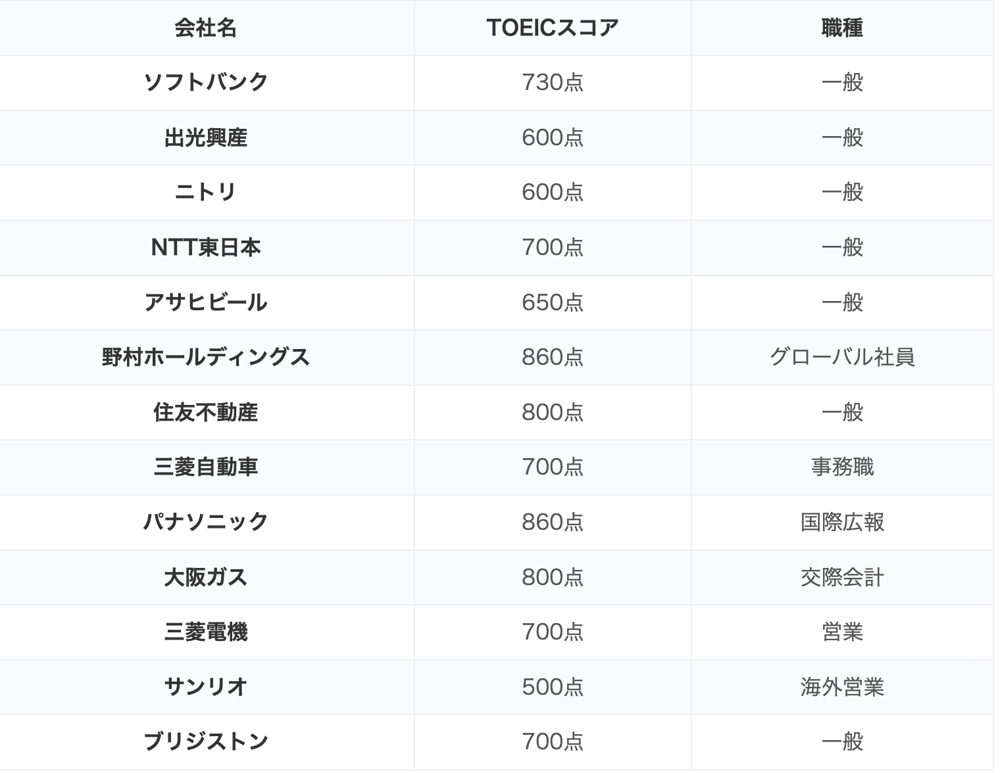 会社名 TOEICスコア 職種
ソフトバンク 730点 一般
出光興産 600点 一般
ニトリ 600点 一般
NTT東日本 700点 一般
アサヒビール 650点 一般
野村ホールディングス 860点 グローバル社員
住友不動産 800点 一般
三菱自動車 700点 事務職
パナソニック 860点 国際広報
大阪ガス 800点 交際会計
三菱電機 700点 営業
サンリオ 500点 海外営業
ブリジストン 700点 一般